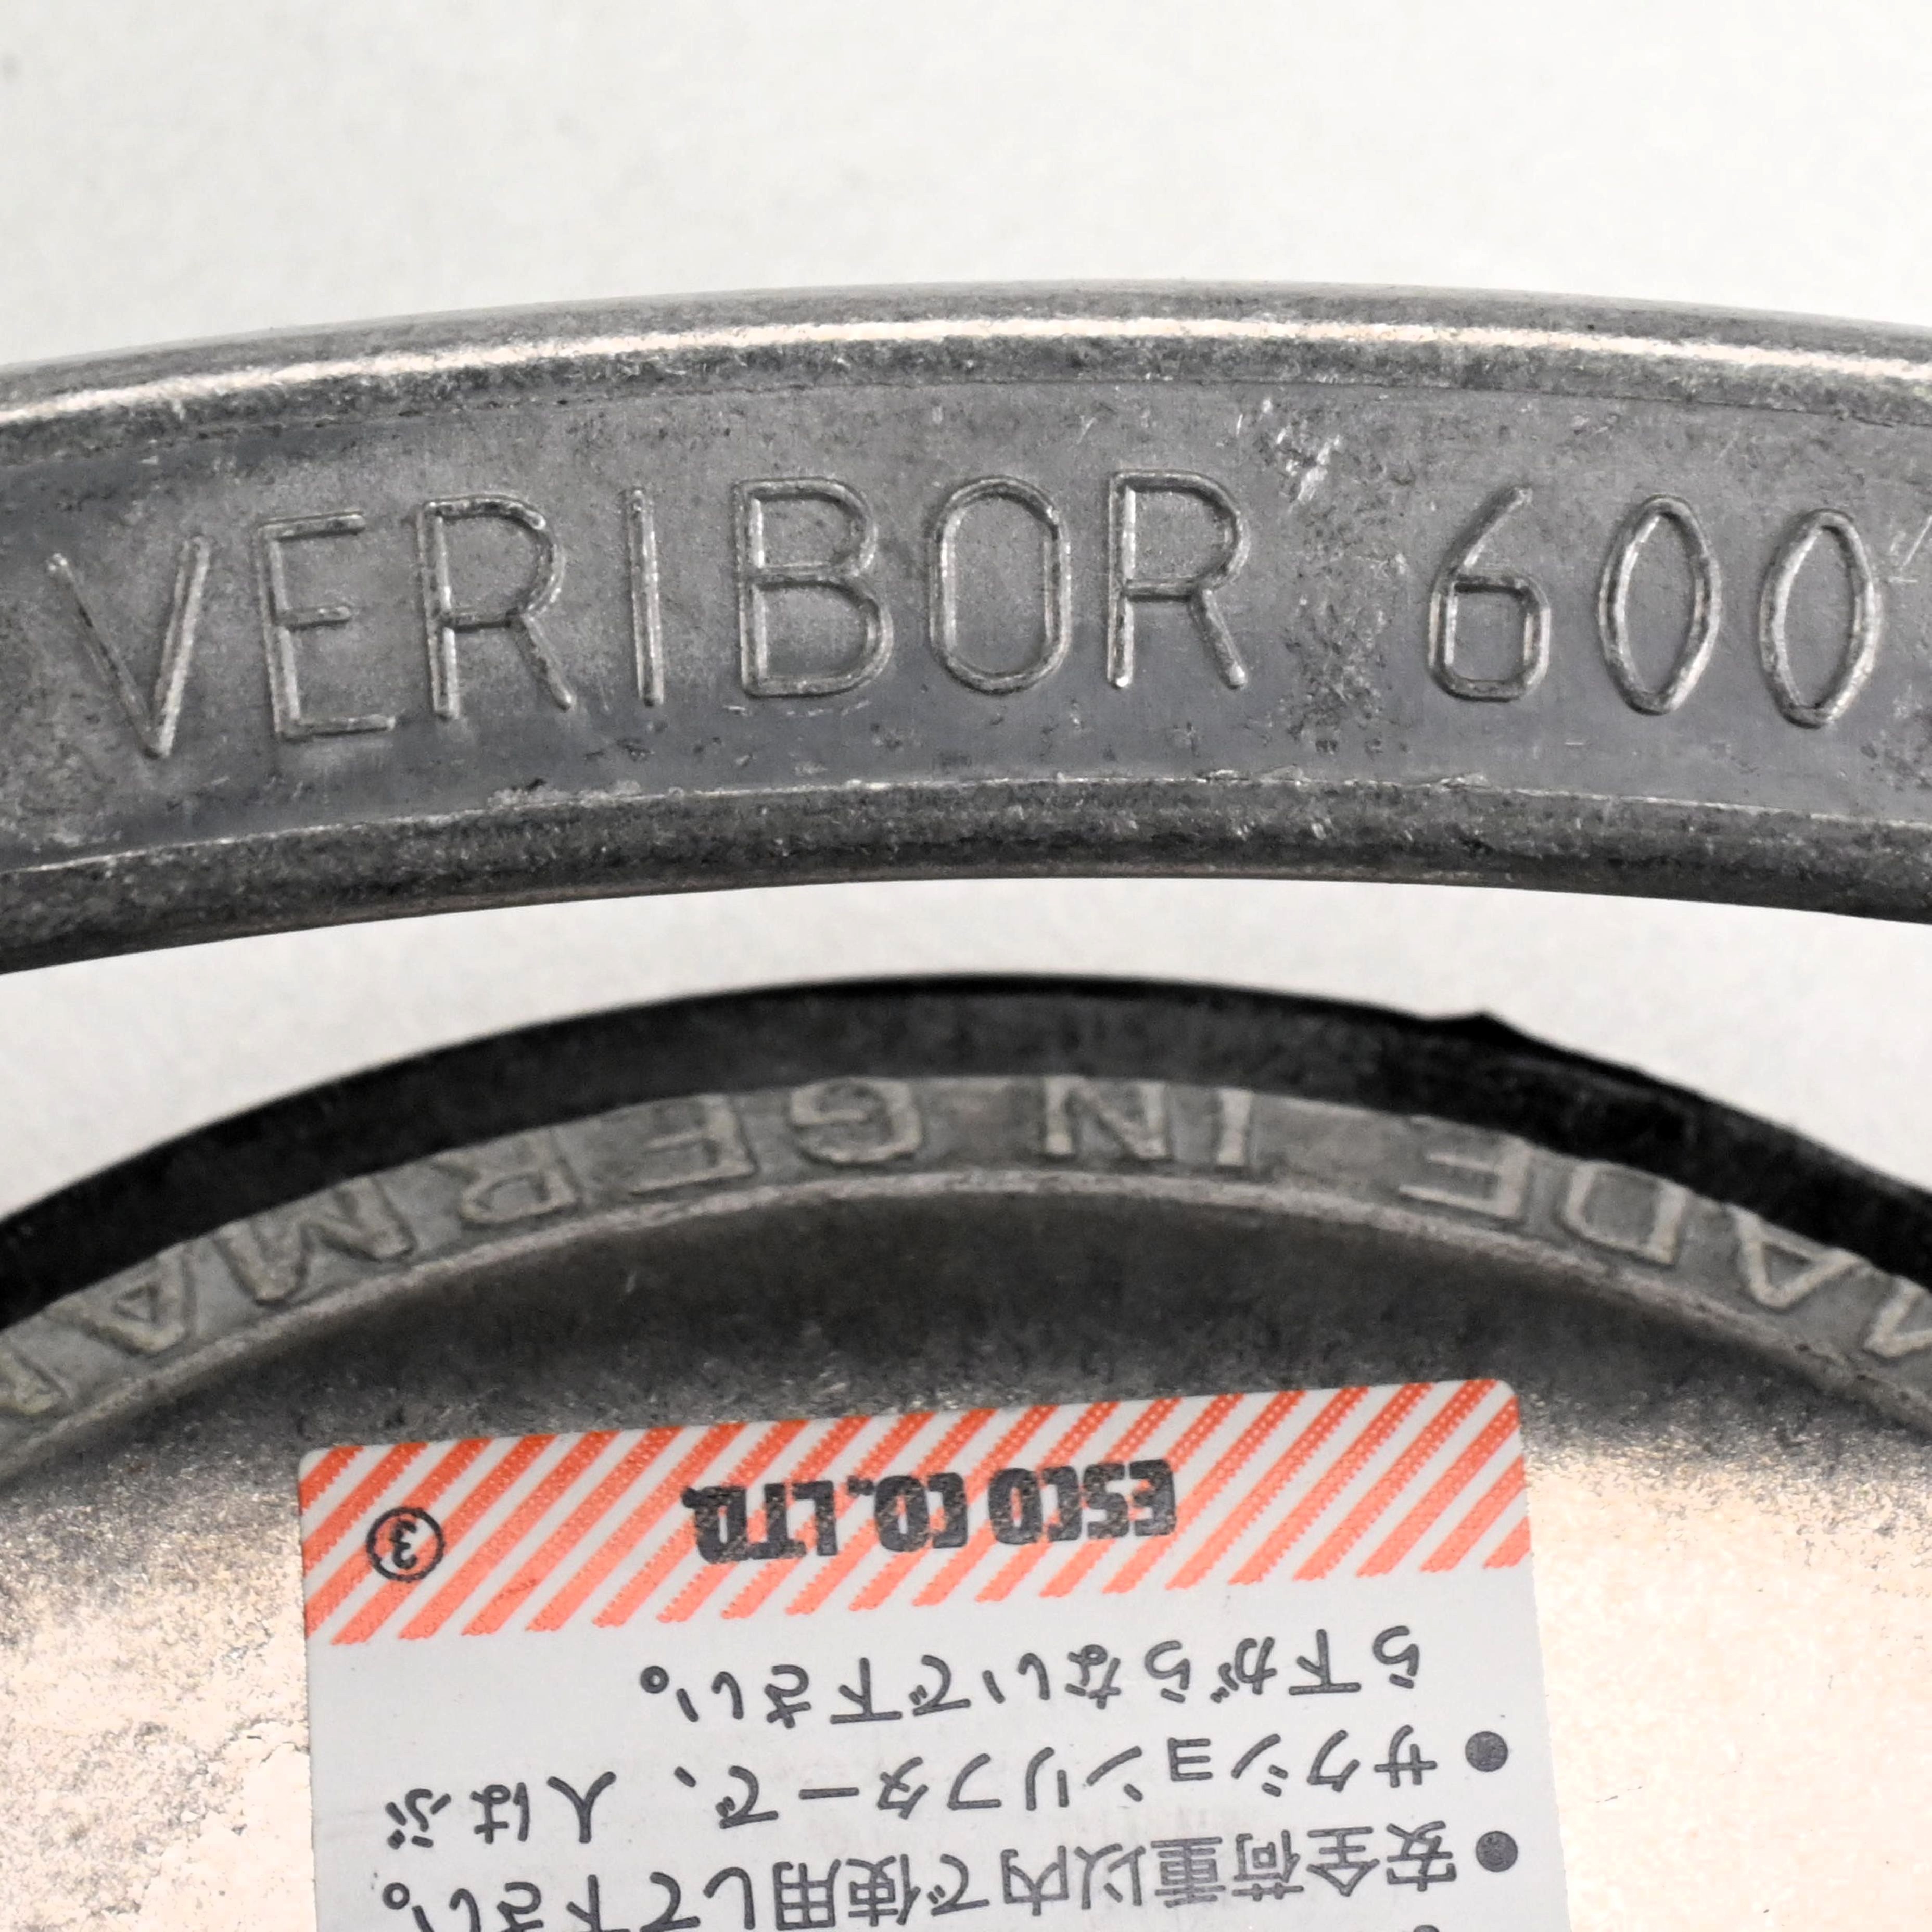 VERIBOR 600
MADE IN GERMAN
安全荷重以内で使用して下さい。
● サクションリフターで、人はぶ
ら下がらないで下さい。
ESCO CO.,LTD.
③